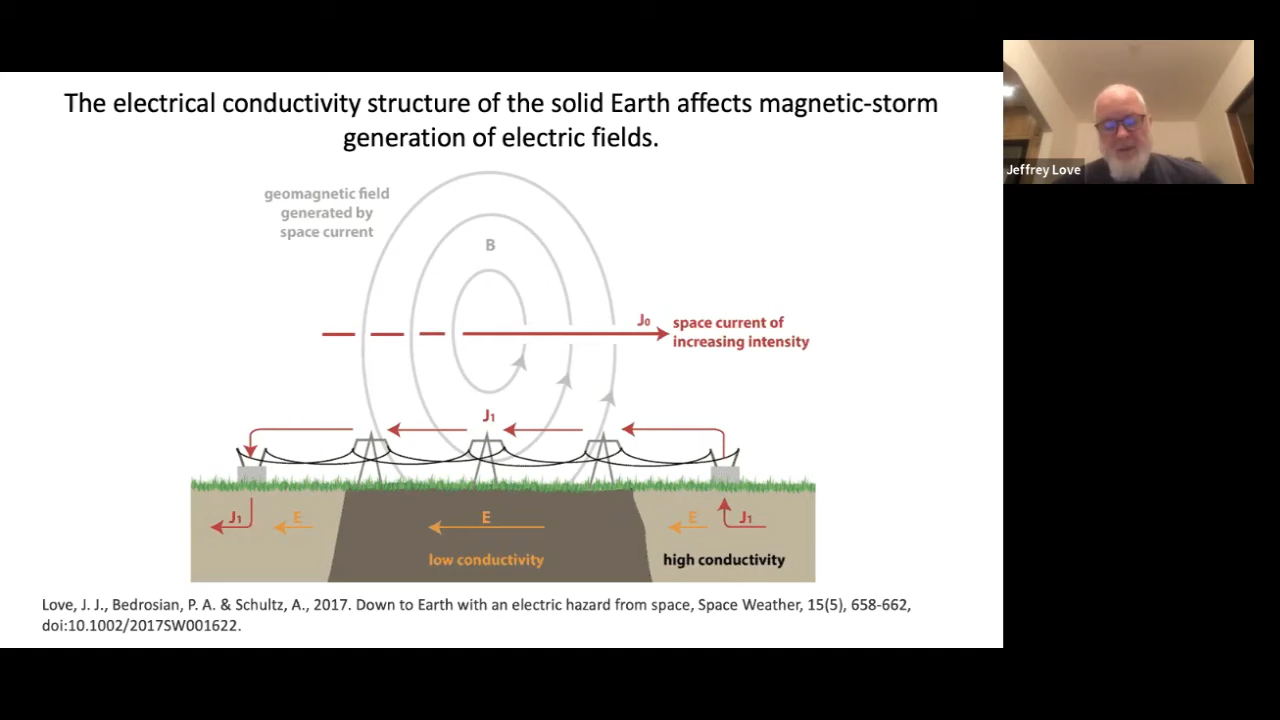 The electrical conductivity structure of the solid Earth affects magnetic-storm
generation of electric fields.
geomagnetic field
generated by
space current
B
J₀
space current of
increasing intensity
J₁
J₁
E
E
E
J₁
low conductivity
high conductivity
Love, J. J., Bedrosian, P. A. & Schultz, A., 2017. Down to Earth with an electric hazard from space, Space Weather, 15(5), 658-662,
doi:10.1002/2017SW001622.
Jeffrey Love